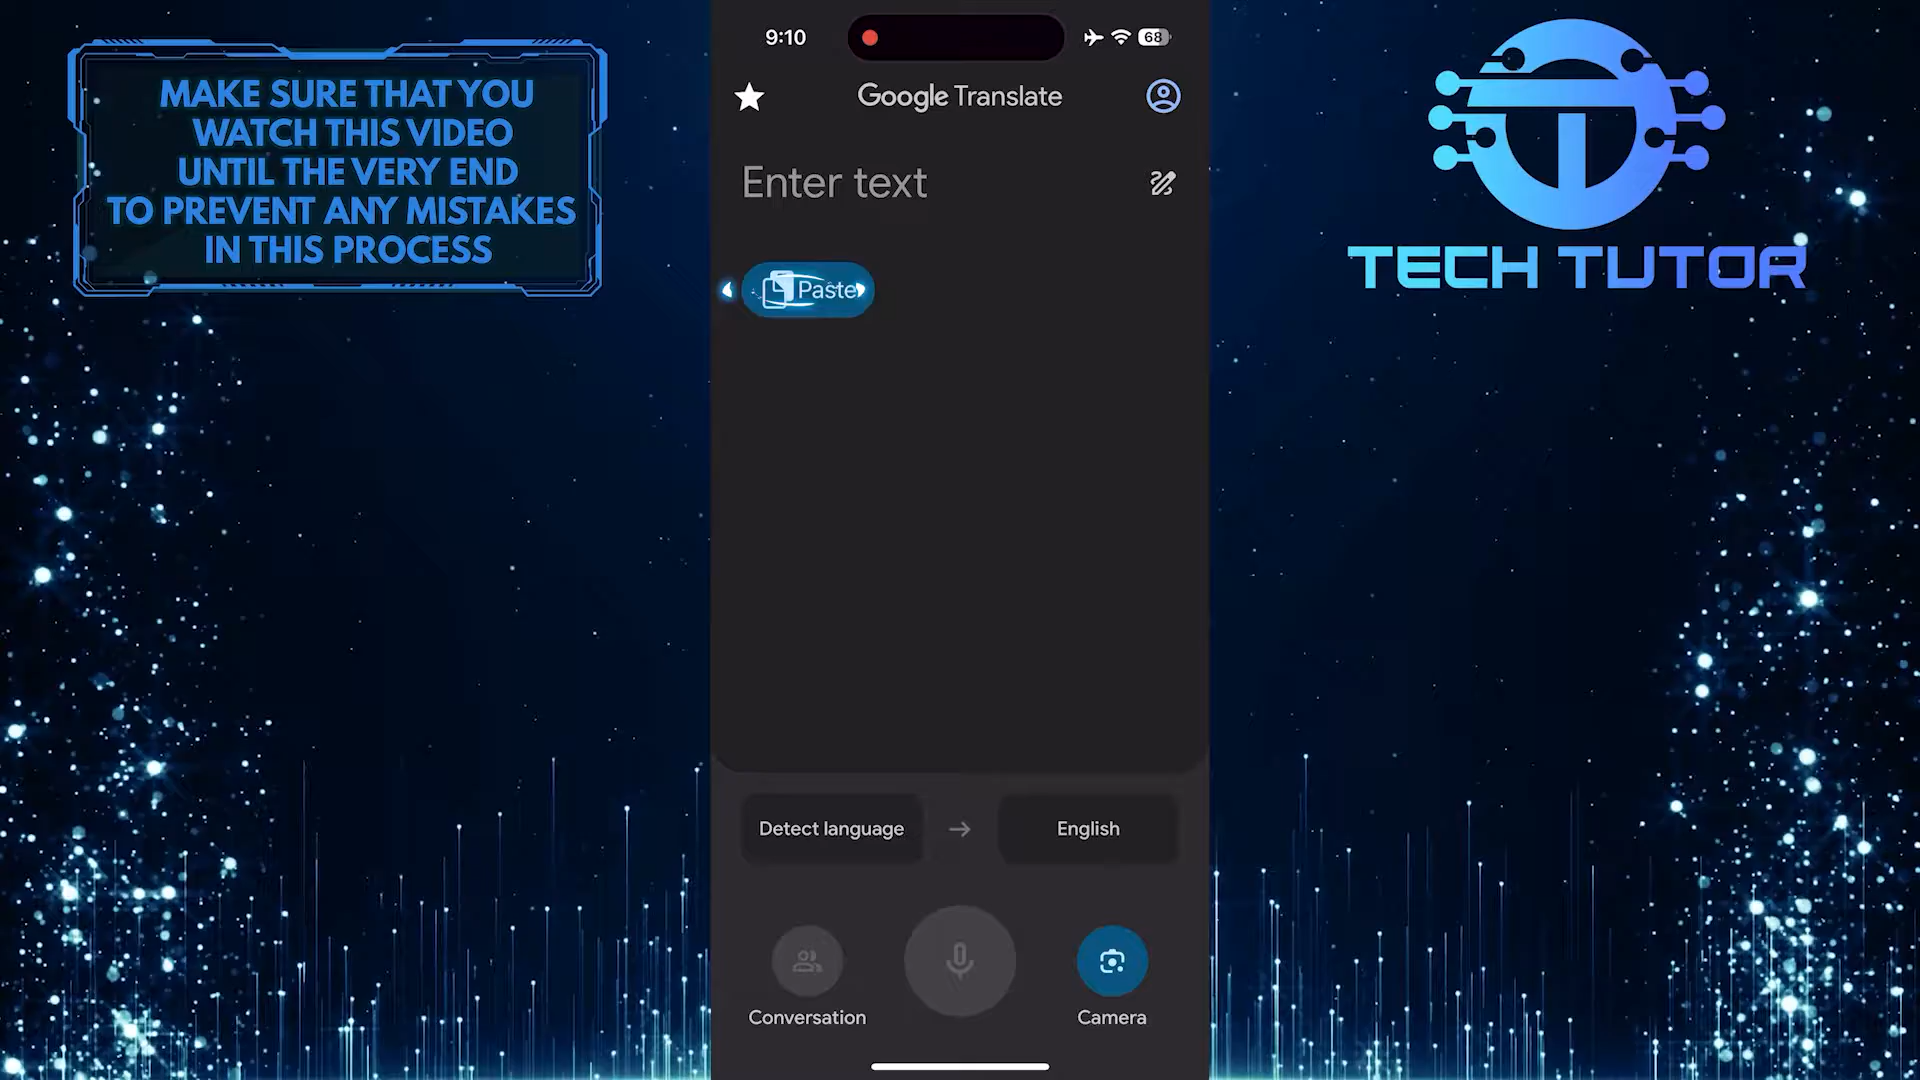 MAKE SURE THAT YOU
WATCH THIS VIDEO
UNTIL THE VERY END
TO PREVENT ANY MISTAKES
IN THIS PROCESS
9:10
68
Google Translate
Enter text
Paste
Detect language
English
Conversation
Camera
TECH TUTOR